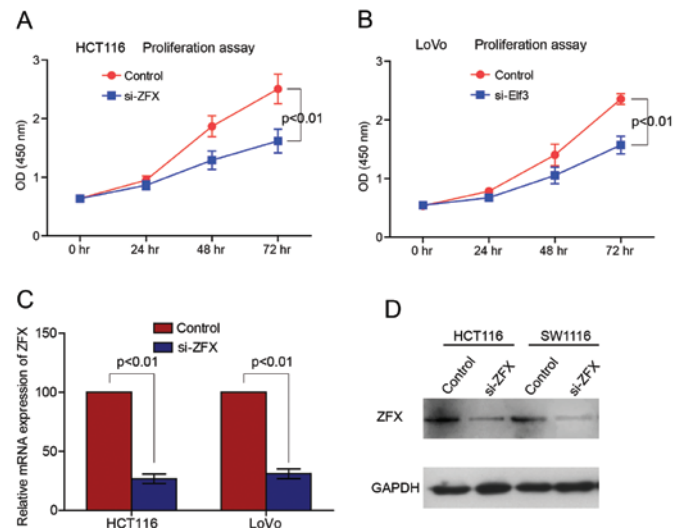 A
HCT116 Proliferation assay
Control
si-ZFX
OD (450 nm)
3
2
1
0
p<0.01
0 hr 24 hr 48 hr 72 hr
B
LoVo Proliferation assay
Control
si-Elf3
OD (450 nm)
3
2
1
0
p<0.01
0 hr 24 hr 48 hr 72 hr
C
Relative mRNA expression of ZFX
150
100
50
0
Control
si-ZFX
p<0.01 p<0.01
HCT116 LoVo
D
HCT116 SW1116
Control si-ZFX Control si-ZFX
ZFX
GAPDH